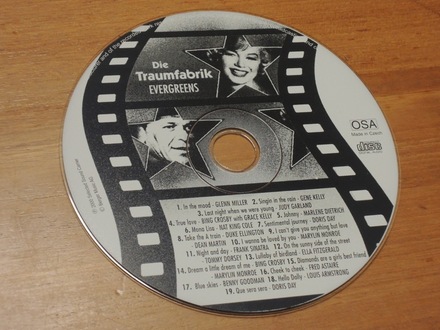 Die
Traumfabrik
EVERGREENS
OSA
Made in Czech
1. In the mood - GLENN MILLER 2. Singin in the rain - GENE KELLY
3. Last night when we were young - JUDY GARLAND
4. True love - BING CROSBY with GRACE KELLY 5. Johnny - MARLENE DIETRICH
6. Mona Lisa - NAT KING COLE 7. Sentimental journey - DORIS DAY
8. Take the A train - DUKE ELLINGTON 9. I can't give you anything but love
DEAN MARTIN 10. I wanna be loved by you - MARYLIN MONROE
11. Night and day - FRANK SINATRA 12. On the sunny side of the street
TOMMY DORSEY 13. Lullaby of birdland - ELLA FITZGERALD
14. Dream a little dream of me - BING CROSBY 15. Diamonds are a girls best friend
- MARYLIN MONROE 16. Cheek to cheek - FRED ASTAIRE
17. Blue skies - BENNY GOODMAN 18. Hello Dolly - LOUIS ARMSTRONG
19. Que sera sera - DORIS DAY